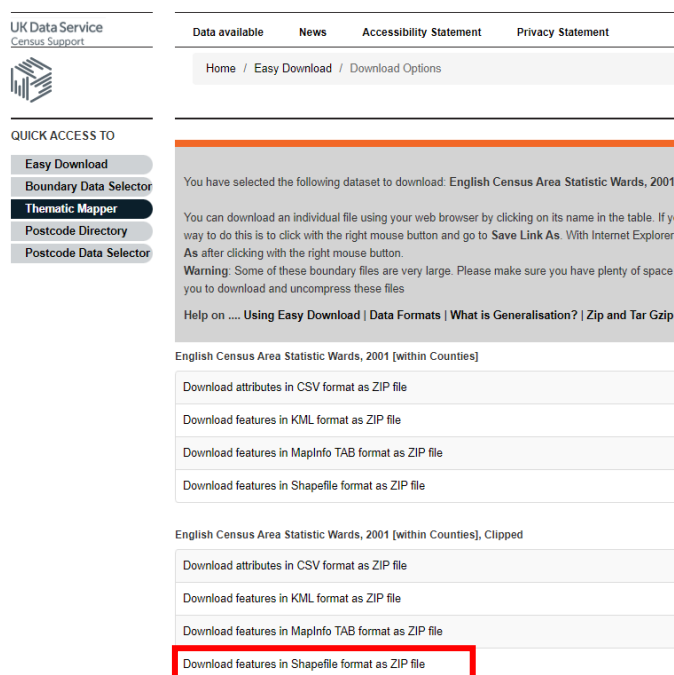 UK Data Service
Census Support
Data available News Accessibility Statement Privacy Statement
Home / Easy Download / Download Options
QUICK ACCESS TO
Easy Download
Boundary Data Selector
Thematic Mapper
Postcode Directory
Postcode Data Selector
You have selected the following dataset to download: English Census Area Statistic Wards, 2001
You can download an individual file using your web browser by clicking on its name in the table. If
way to do this is to click with the right mouse button and go to Save Link As. With Internet Explorer
As after clicking with the right mouse button.
Warning: Some of these boundary files are very large. Please make sure you have plenty of space
you to download and uncompress these files
Help on .... Using Easy Download | Data Formats | What is Generalisation? | Zip and Tar Gzip
English Census Area Statistic Wards, 2001 [within Counties]
Download attributes in CSV format as ZIP file
Download features in KML format as ZIP file
Download features in MapInfo TAB format as ZIP file
Download features in Shapefile format as ZIP file
English Census Area Statistic Wards, 2001 [within Counties], Clipped
Download attributes in CSV format as ZIP file
Download features in KML format as ZIP file
Download features in MapInfo TAB format as ZIP file
Download features in Shapefile format as ZIP file